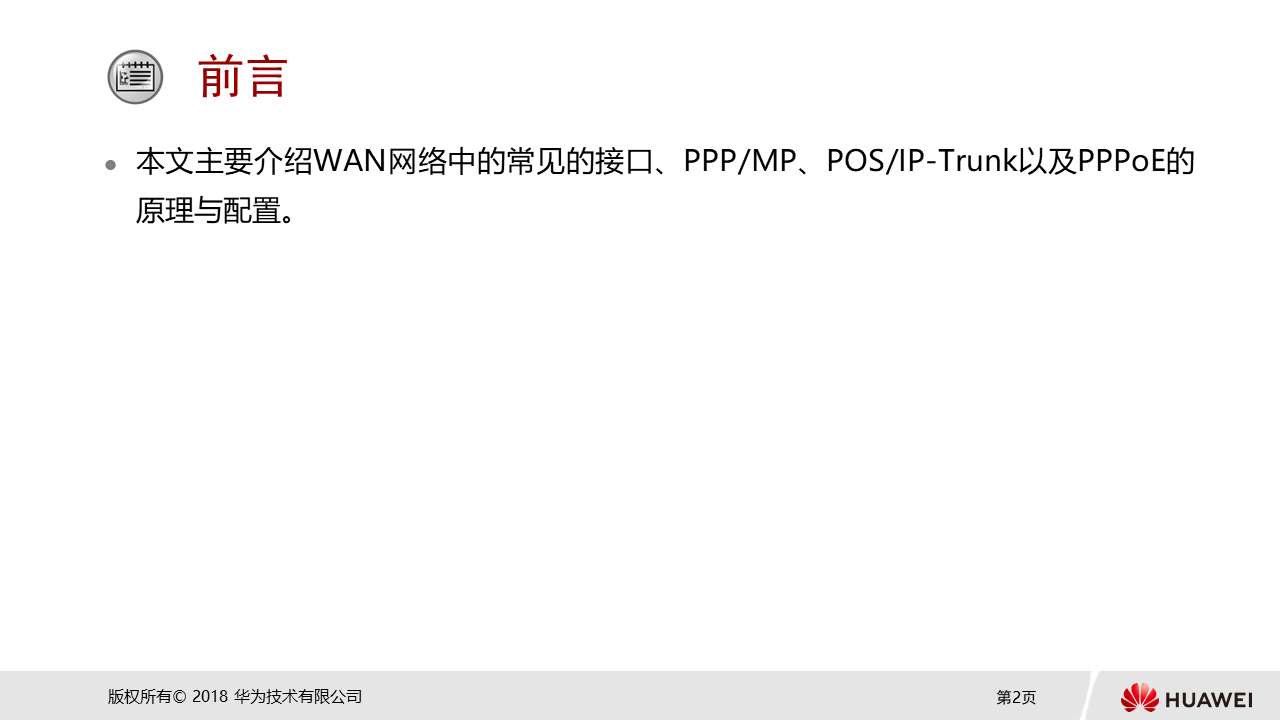 前言
本文主要介绍WAN网络中的常见的接口、PPP/MP、POS/IP-Trunk以及PPPoE的
原理与配置。
版权所有© 2018 华为技术有限公司
第2页
HUAWEI